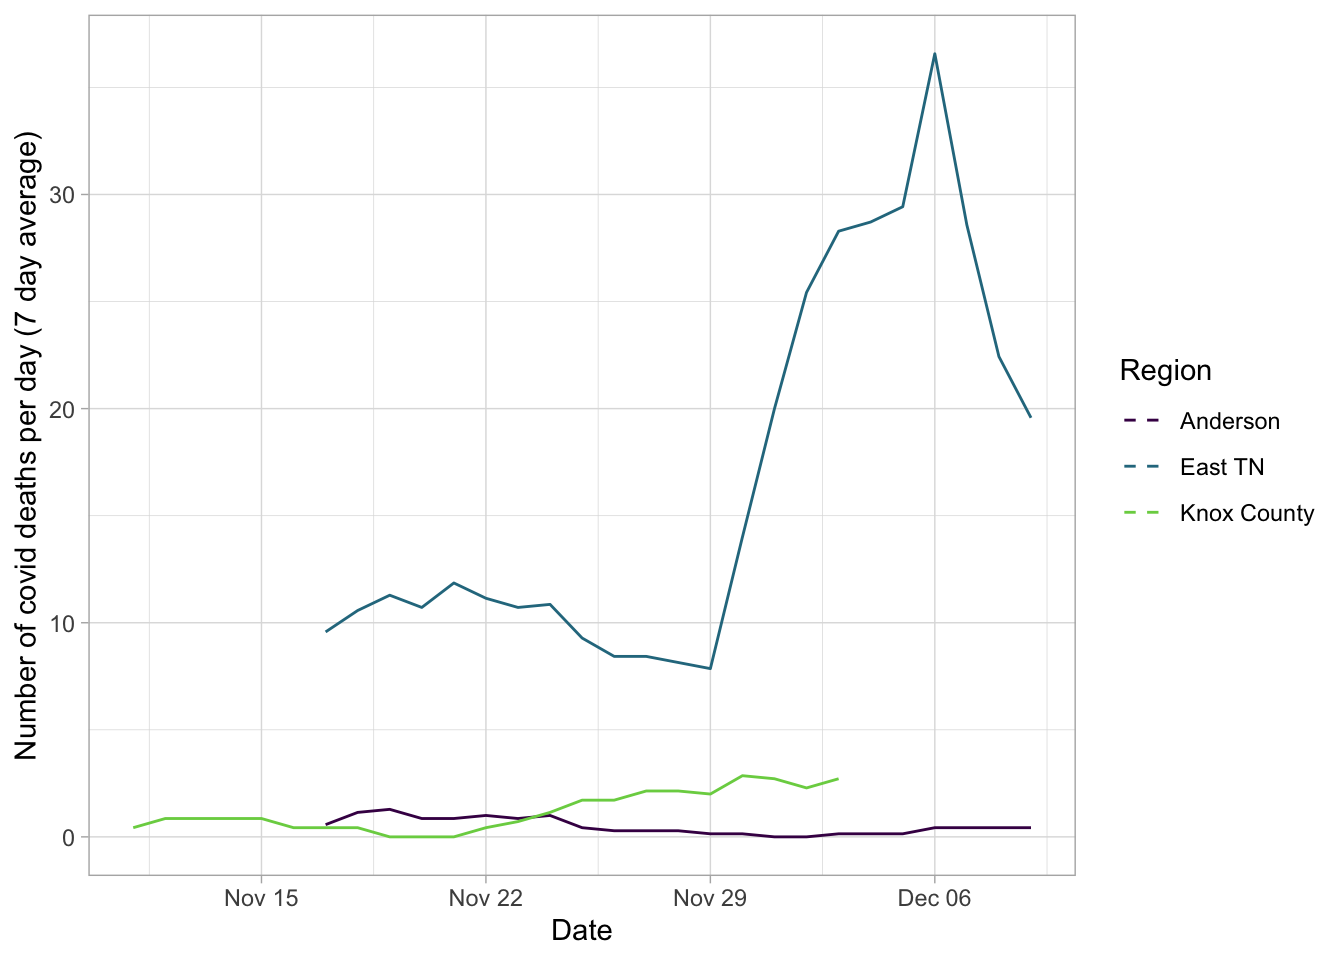 Number of covid deaths per day (7 day average)
30
20
10
0
Nov 15
Nov 22
Nov 29
Dec 06
Date
Region
Anderson
East TN
Knox County